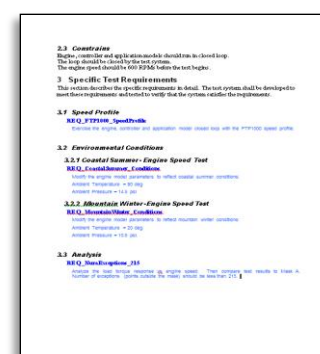 2.3 Constrains
Engine, controller and application models should run in closed loop.
The loop should be closed by the test system.
The engine speed should be 600 RPMs before the test begins.
3 Specific Test Requirements
This section describes the specific requirements in detail. The test system shall be developed to
meet these requirements and tested to verify that the system satisfies the requirements.
3.1 Speed Profile
REQ_FTP1000_SpeedProfile
Exercise the engine, controller and application model closed loop with the FTP1000 speed profile.
3.2 Environmental Conditions
3.2.1 Coastal Summer- Engine Speed Test
REQ_CoastalSummer_Conditions
Modify the engine model parameters to reflect coastal summer conditions:
Ambient Temperature = 80 deg
Ambient Pressure = 14.5 psi
3.2.2 Mountain Winter-Engine Speed Test
REQ_MountainWinter_Conditions
Modify the engine model parameters to reflect mountain winter conditions:
Ambient Temperature = 20 deg
Ambient Pressure = psi
3.3 Analysis
REQ_NumExceptions_215
Analyze the load torque response vs engine speed. Then compare test results to Mask A.
Number of exceptions (points outside the mask) should be less than 215.